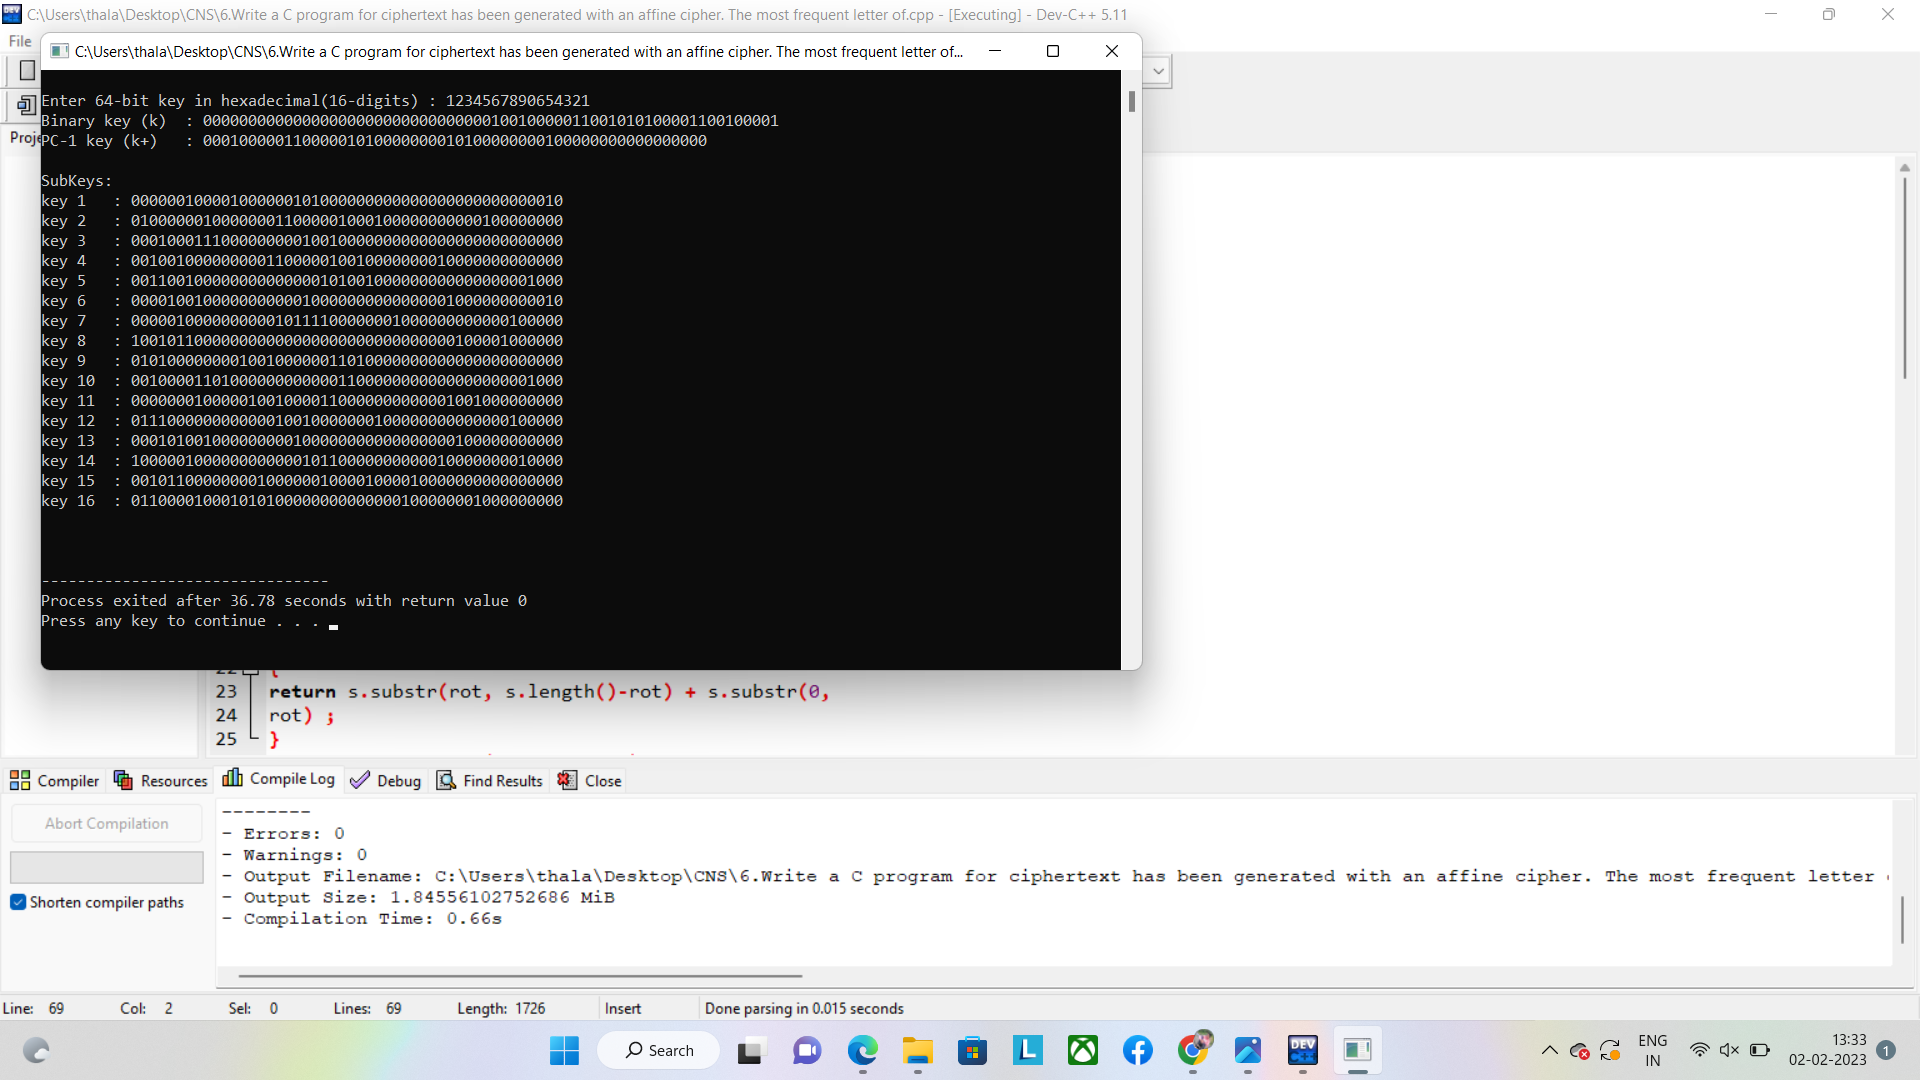 C:\Users\thala\Desktop\CNS\6.Write a C program for ciphertext has been generated with an affine cipher. The most frequent letter of.cpp - [Executing] - Dev-C++ 5.11
File
C:\Users\thala\Desktop\CNS\6.Write a C program for ciphertext has been generated with an affine cipher. The most frequent letter of...
Enter 64-bit key in hexadecimal(16-digits) : 1234567890654321
Binary key (k)  : 0000000000000000000000000000000010010000011001010100001100100001
Proje
PC-1 key (k+)   : 00010000011000001010000000010100000000100000000000000000
SubKeys:
key 1   : 000000100001000000101000000000000000000000000010
key 2   : 010000001000000011000001000100000000000100000000
key 3   : 000100011100000000010010000000000000000000000000
key 4   : 001001000000000110000010010000000010000000000000
key 5   : 001100100000000000000101001000000000000000001000
key 6   : 000010010000000000010000000000000001000000000010
key 7   : 000001000000000010111100000001000000000000100000
key 8   : 100101100000000000000000000000000000100001000000
key 9   : 010100000000100100000011010000000000000000000000
key 10  : 001000011010000000000001100000000000000000001000
key 11  : 000000010000010010000110000000000001001000000000
key 12  : 011100000000000100100000001000000000000000100000
key 13  : 000101001000000000100000000000000000100000000000
key 14  : 100000100000000000010110000000000010000000010000
key 15  : 001011000000001000000100001000010000000000000000
key 16  : 011000010001010100000000000000100000001000000000
--------------------------------
Process exited after 36.78 seconds with return value 0
Press any key to continue . . .
23 return s.substr(rot, s.length()-rot) + s.substr(0,
24 rot) ;
25 }
Compiler Resources Compile Log Debug Find Results Close
Abort Compilation
Shorten compiler paths
--------
- Errors: 0
- Warnings: 0
- Output Filename: C:\Users\thala\Desktop\CNS\6.Write a C program for ciphertext has been generated with an affine cipher. The most frequent letter
- Output Size: 1.84556102752686 MiB
- Compilation Time: 0.66s
Line: 69 Col: 2 Sel: 0 Lines: 69 Length: 1726 Insert Done parsing in 0.015 seconds
Search
DEV C++
ENG
IN
13:33
02-02-2023
1